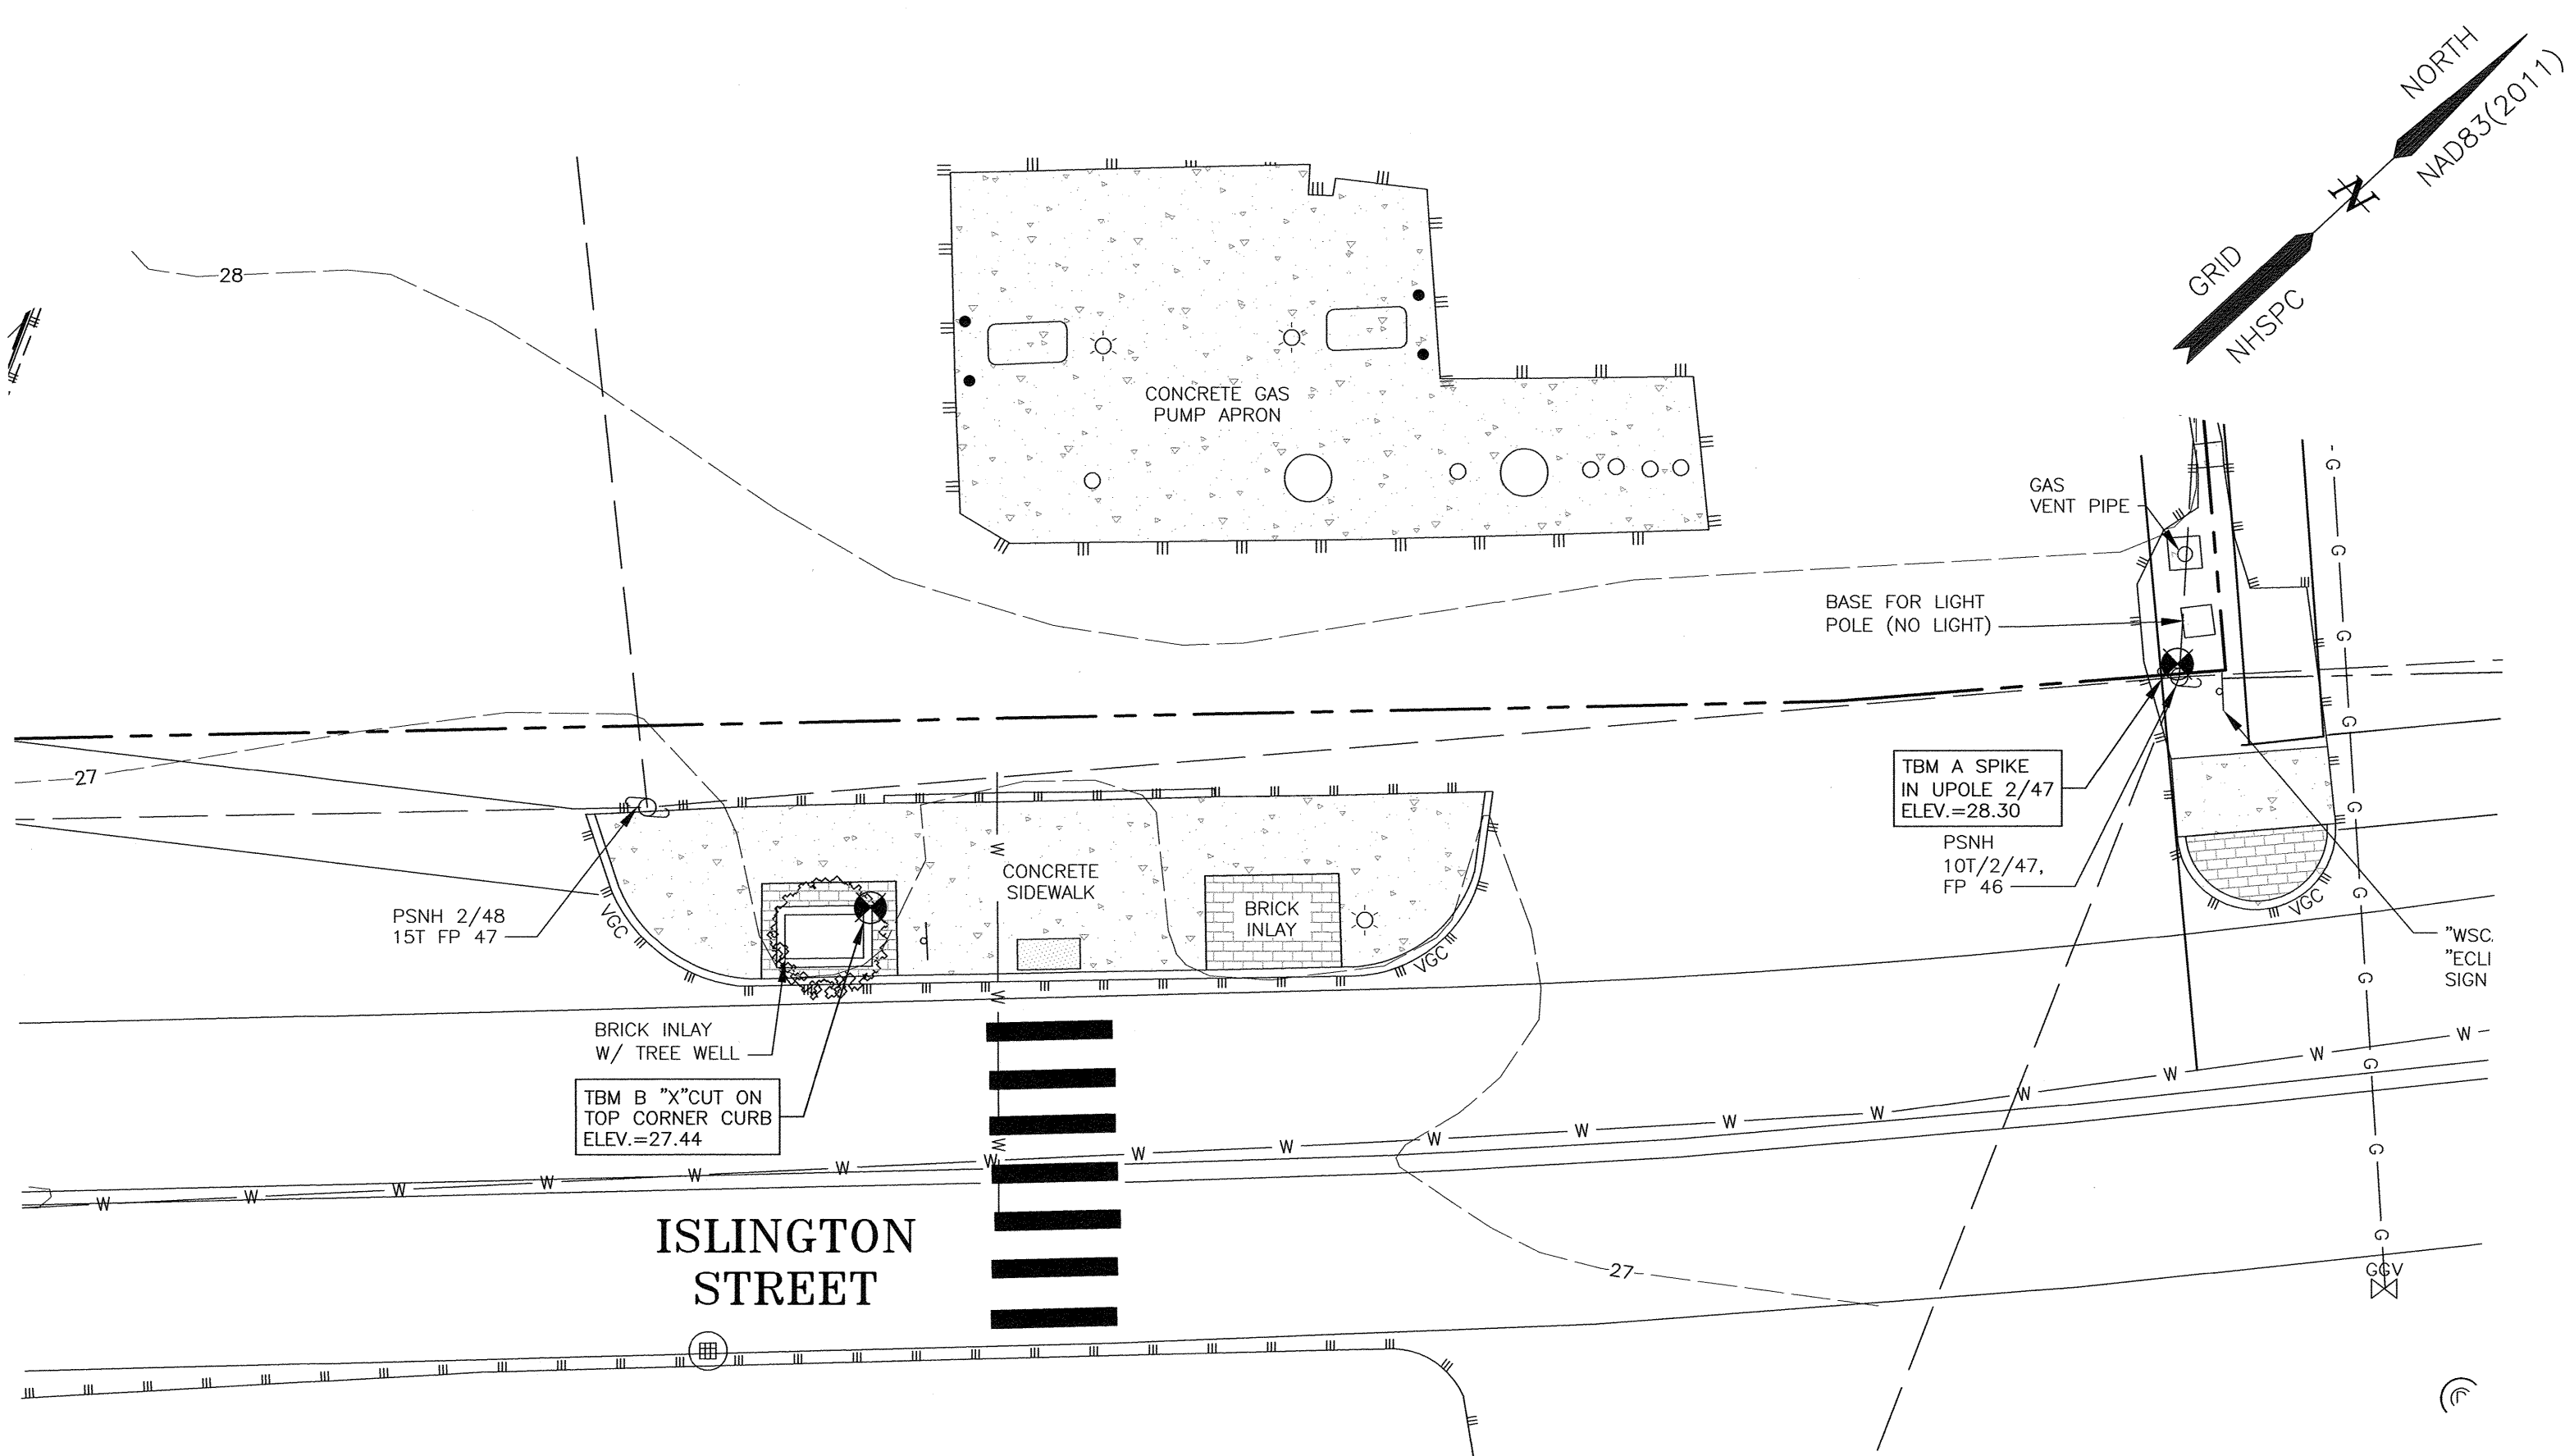 NORTH
NAD83(2011)
N
GRID
NHSPC
28
CONCRETE GAS
PUMP APRON
GAS
VENT PIPE
BASE FOR LIGHT
POLE (NO LIGHT)
G
G
G
G
G
G
G
G
G
G
27
TBM A SPIKE
IN UPOLE 2/47
ELEV.=28.30
PSNH
10T/2/47,
FP 46
W
CONCRETE
SIDEWALK
BRICK
INLAY
PSNH 2/48
15T FP 47
VGC
VGC
VGC
"WSC
"ECLI
SIGN
W
BRICK INLAY
W/ TREE WELL
TBM B "X"CUT ON
TOP CORNER CURB
ELEV.=27.44
W
W W W W W W W W W W W W W W W W W
ISLINGTON
STREET
27
GGV